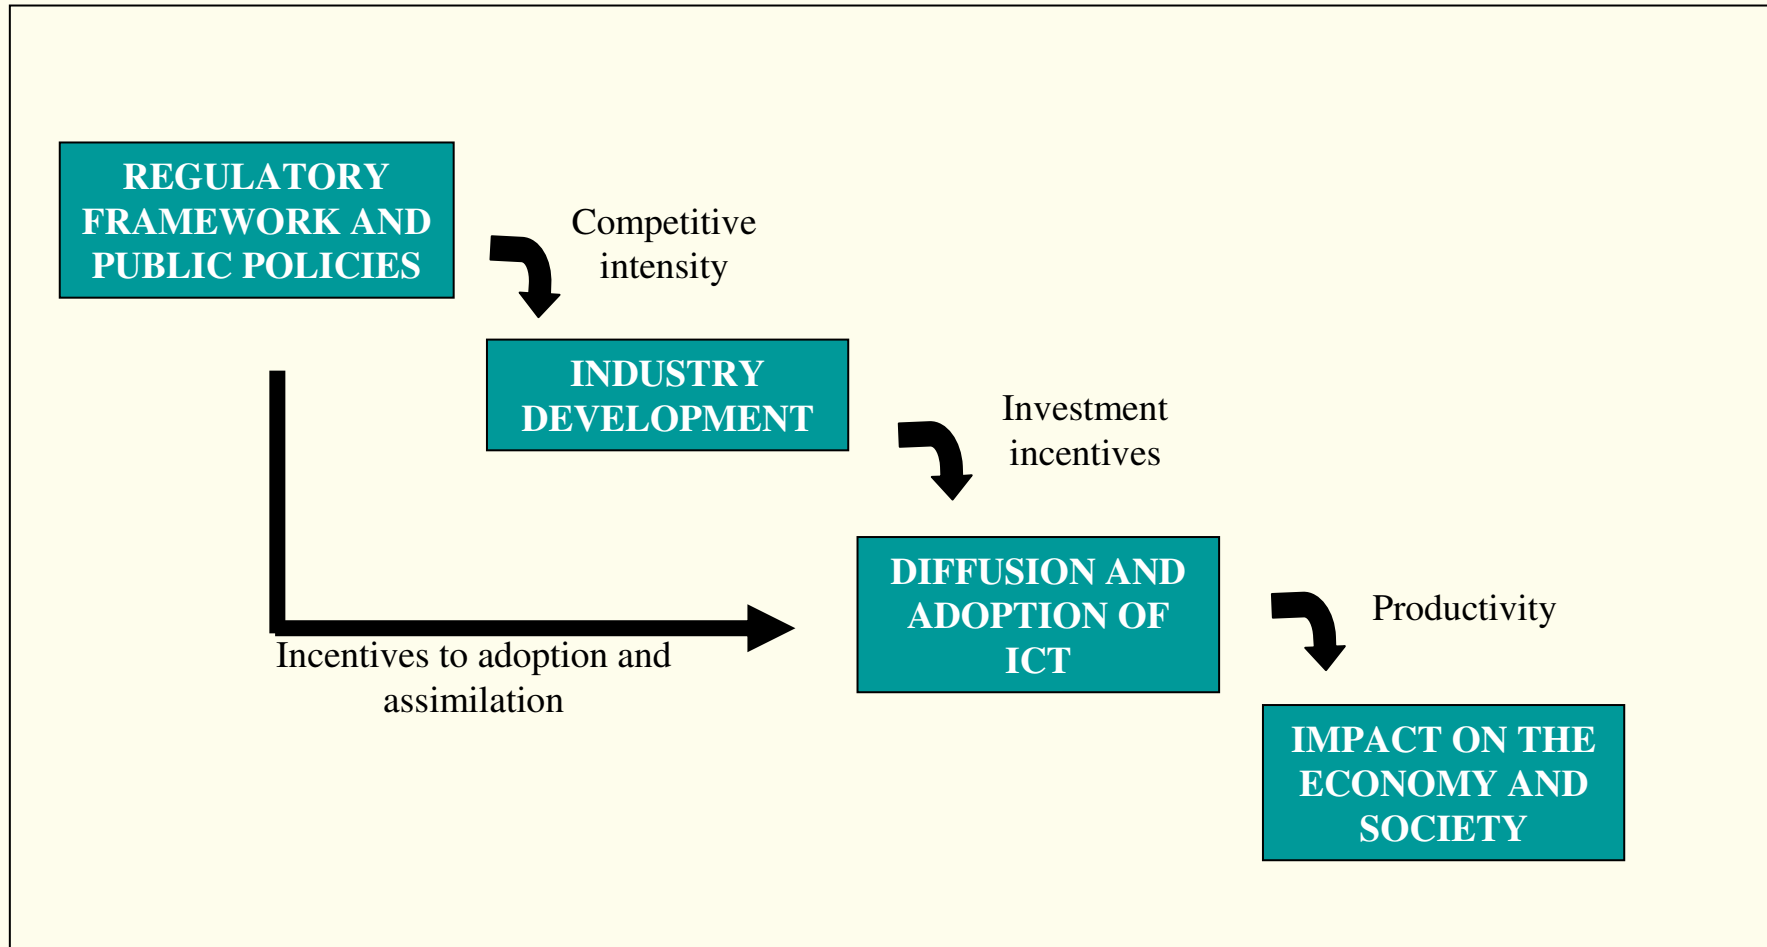 REGULATORY
FRAMEWORK AND
PUBLIC POLICIES
Competitive
intensity
INDUSTRY
DEVELOPMENT
Investment
incentives
DIFFUSION AND
ADOPTION OF
ICT
Productivity
Incentives to adoption and
assimilation
IMPACT ON THE
ECONOMY AND
SOCIETY